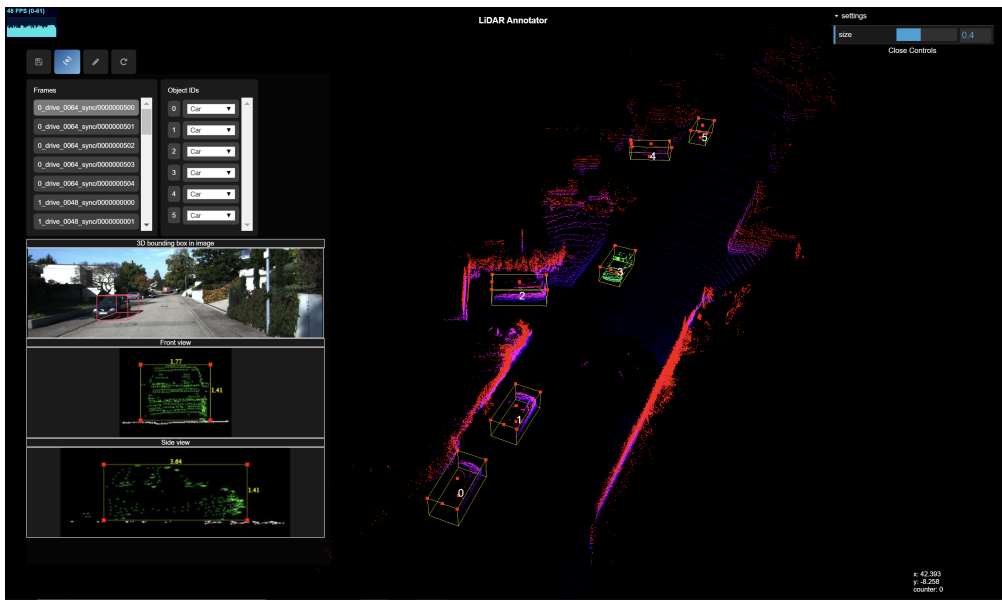 48 FPS (0-61)
LiDAR Annotator
settings
size 0.4
Close Controls
Frames
0_drive_0064_sync/0000000500
0_drive_0064_sync/0000000501
0_drive_0064_sync/0000000502
0_drive_0064_sync/0000000503
0_drive_0064_sync/0000000504
1_drive_0048_sync/0000000000
1_drive_0048_sync/0000000001
Object IDs
0 Car
1 Car
2 Car
3 Car
4 Car
5 Car
3D bounding box in image
Front view
1.77
1.41
Side view
3.64
1.41
5
4
3
2
1
0
x: 42.393
y: -8.258
counter: 0